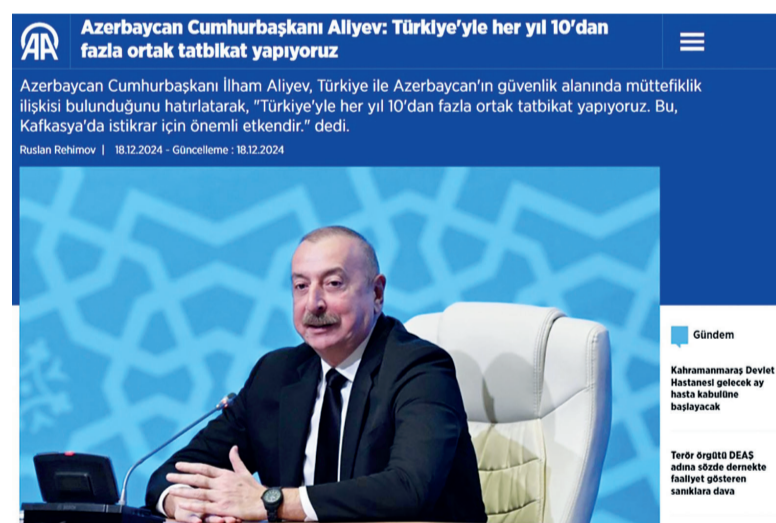 AA
Azerbaycan Cumhurbaşkanı Aliyev: Türkiye'yle her yıl 10'dan
fazla ortak tatbikat yapıyoruz
Azerbaycan Cumhurbaşkanı İlham Aliyev, Türkiye ile Azerbaycan'ın güvenlik alanında müttefiklik
ilişkisi bulunduğunu hatırlatarak, "Türkiye'yle her yıl 10'dan fazla ortak tatbikat yapıyoruz. Bu,
Kafkasya'da istikrar için önemli etkendir." dedi.
Ruslan Rehimov | 18.12.2024 - Güncelleme : 18.12.2024
Gündem
Kahramanmaraş Devlet
Hastanesi gelecek ay
hasta kabulüne
başlayacak
Terör örgütü DEAŞ
adına sözde dernekte
faaliyet gösteren
sanıklara dava